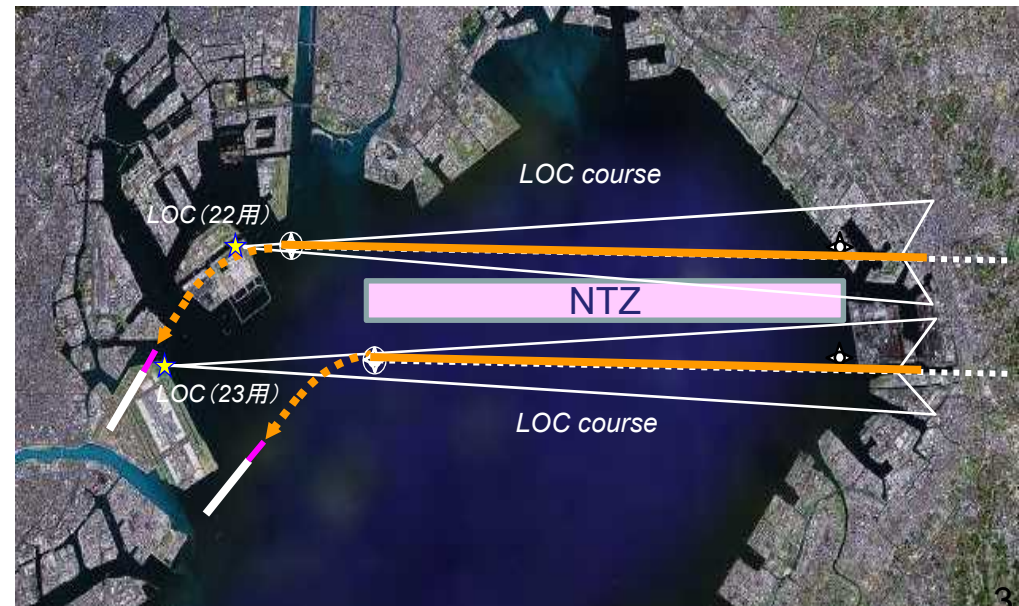 LOC course
LOC（22用）
NTZ
LOC（23用）
LOC course
3